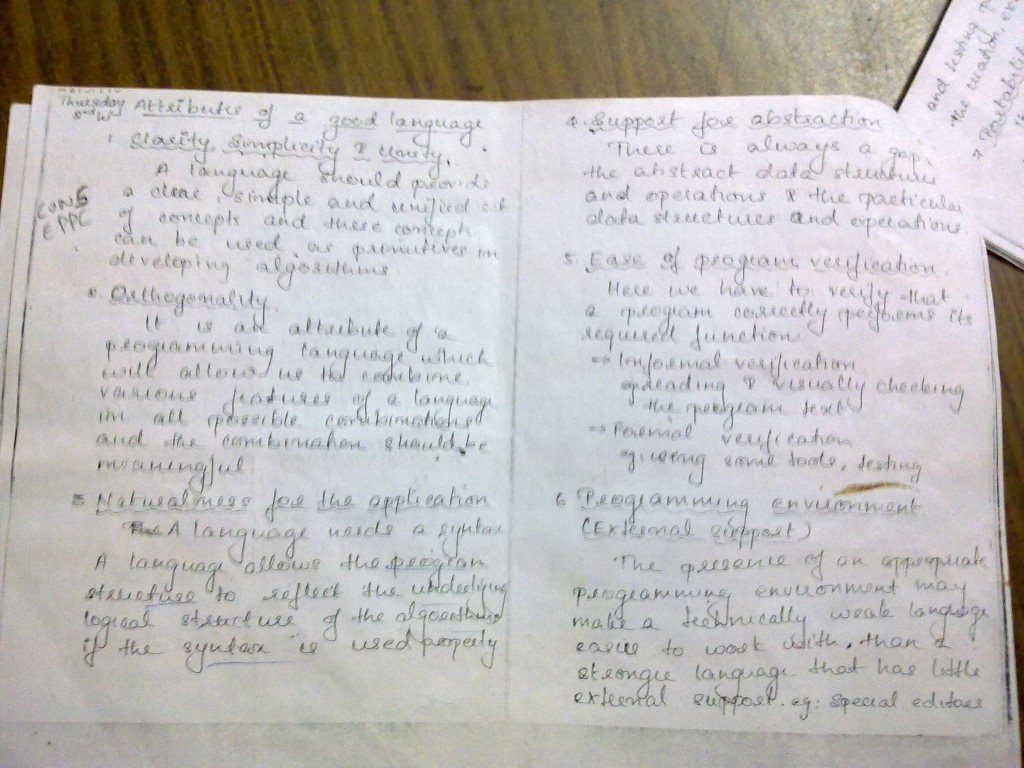 Thursday
Attributes of a good language
1. Clarity, Simplicity & Unity.
A language should provide
a clear, simple and unified set
of concepts and these concepts
can be used as primitives in
developing algorithms
CONS
E PPC
2. Orthogonality
It is an attribute of a
programming language which
will allow us to combine
various features of a language
in all possible combinations
and the combination should be
meaningful
3 Naturalness for the application
A language needs a syntax
A language allows the program
structure to reflect the underlying
logical structure of the algorithms
if the syntax is used properly
4. Support for abstraction
There is always a gap,
the abstract data structures
and operations & the particular
data structures and operations.
5. Ease of program verification
Here we have to verify that
a program correctly performs its
required function
⇒ Informal verification
eg reading & visually checking
the program text
⇒ Formal verification
eg: using some tools, testing
6 Programming environment
(External support)
The presence of an appropriate
programming environment may
make a technically weak language
easier to work with, than a
stronger language that has little
external support. eg: special editors
and testing
the creation
7 Portabili